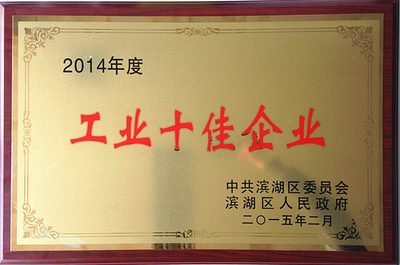 2014年度
工业十佳企业
中共滨湖区委员会
滨湖区人民政府
二〇一五年二月